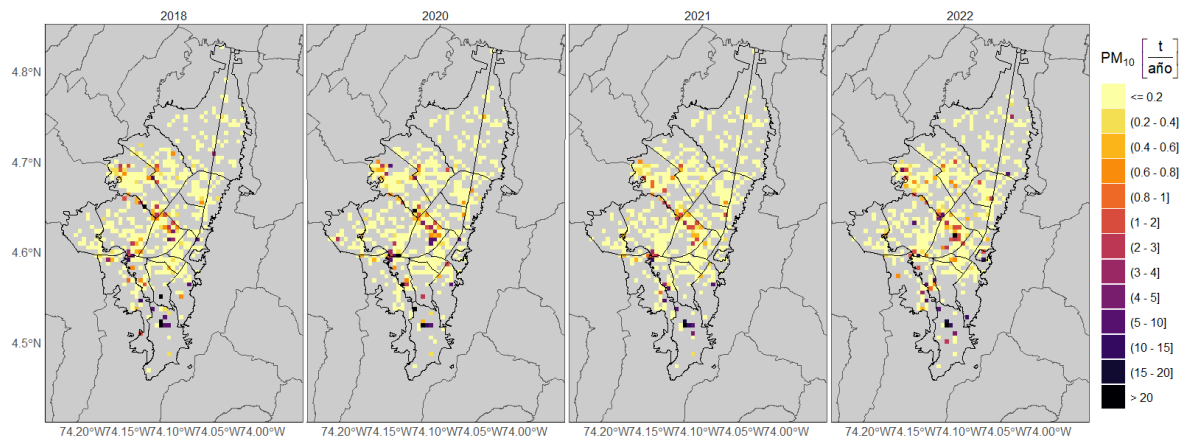 2018
2020
2021
2022
4.8°N
4.7°N
4.6°N
4.5°N
74.20°W74.15°W74.10°W74.05°W74.00°W
74.20°W74.15°W74.10°W74.05°W74.00°W
74.20°W74.15°W74.10°W74.05°W74.00°W
74.20°W74.15°W74.10°W74.05°W74.00°W
PM₁₀ [t/año]
<= 0.2
(0.2 - 0.4]
(0.4 - 0.6]
(0.6 - 0.8]
(0.8 - 1]
(1 - 2]
(2 - 3]
(3 - 4]
(4 - 5]
(5 - 10]
(10 - 15]
(15 - 20]
> 20